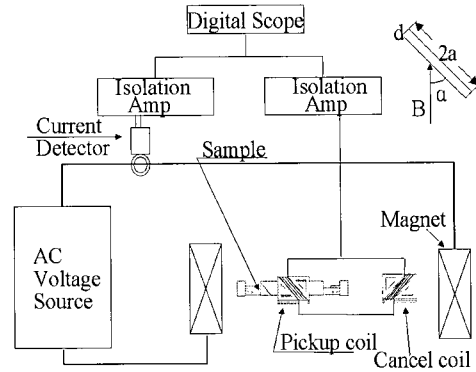 Digital Scope
Isolation
Amp
Isolation
Amp
Current
Detector
Sample
AC
Voltage
Source
Magnet
Pickup coil
Cancel coil
d
2a
α
B